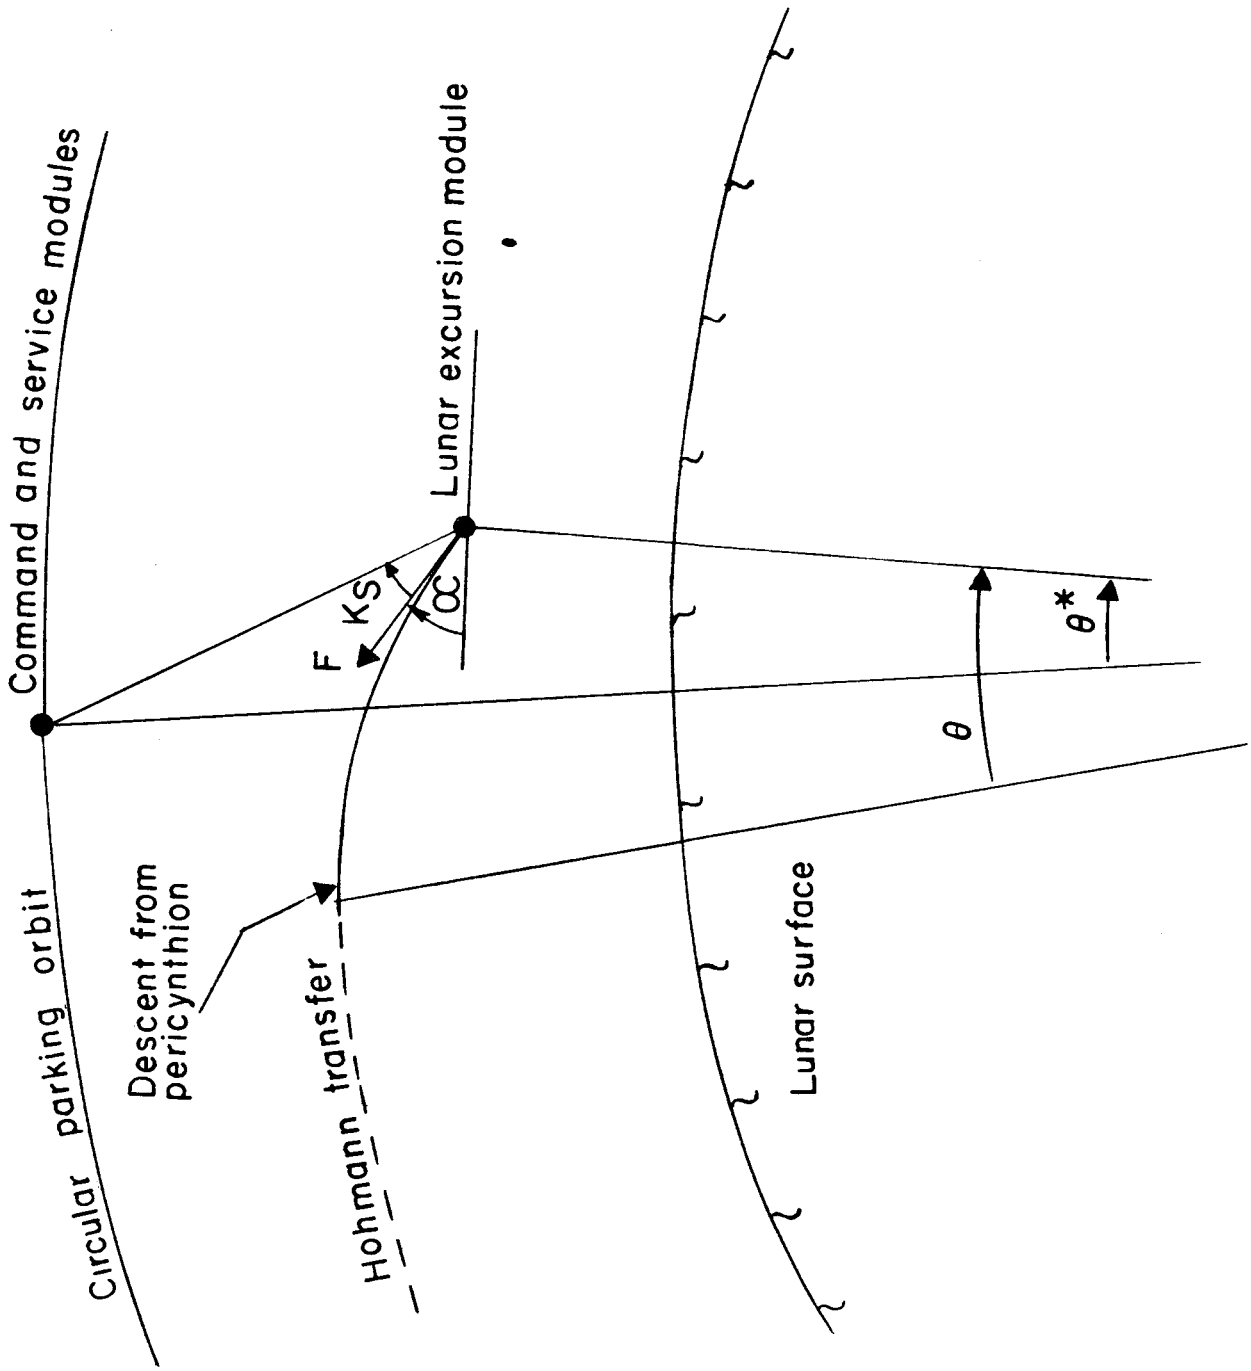 Circular parking orbit
Command and service modules
Descent from
pericynthion
Hohmann transfer
Lunar excursion module
F
KS
α
Lunar surface
θ
θ*